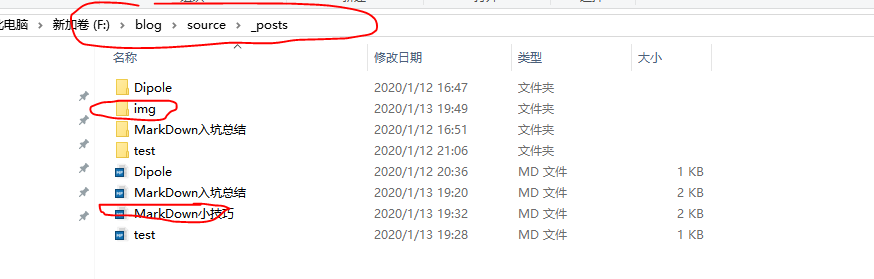 此电脑 新加卷 (F:) blog source _posts
名称 修改日期 类型 大小
Dipole 2020/1/12 16:47 文件夹
img 2020/1/13 19:49 文件夹
MarkDown入坑总结 2020/1/12 16:51 文件夹
test 2020/1/12 21:06 文件夹
Dipole 2020/1/12 20:36 MD 文件 1 KB
MarkDown入坑总结 2020/1/13 19:20 MD 文件 2 KB
MarkDown小技巧 2020/1/13 19:32 MD 文件 2 KB
test 2020/1/13 19:28 MD 文件 1 KB